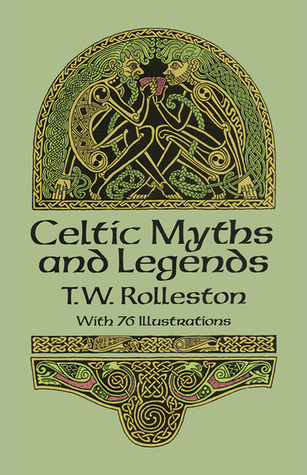 Celtic Myths
and Legends
T.W. Rolleston
With 76 Illustrations